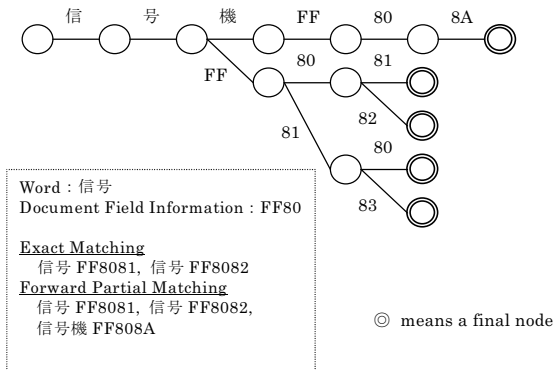 信 号 機 FF 80 8A
FF 80 81
82
81 80
83
Word : 信号
Document Field Information : FF80
Exact Matching
信号 FF8081, 信号 FF8082
Forward Partial Matching
信号 FF8081, 信号 FF8082,
信号機 FF808A
◎ means a final node